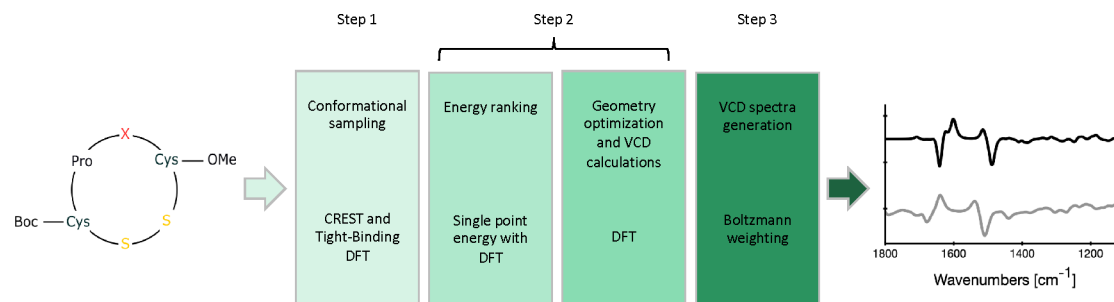 Step 1
Step 2
Step 3
X
Pro
Cys
OMe
Boc
Cys
S
S
Conformational
sampling
CREST and
Tight-Binding
DFT
Energy ranking
Single point
energy with
DFT
Geometry
optimization
and VCD
calculations
DFT
VCD spectra
generation
Boltzmann
weighting
1800
1600
1400
1200
Wavenumbers [cm⁻¹]